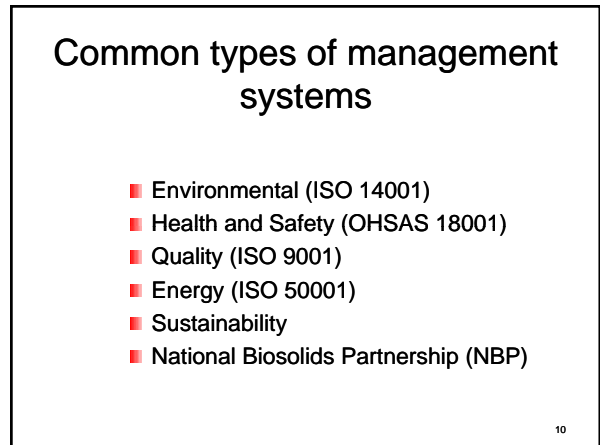 Common types of management
systems
Environmental (ISO 14001)
Health and Safety (OHSAS 18001)
Quality (ISO 9001)
Energy (ISO 50001)
Sustainability
National Biosolids Partnership (NBP)
10